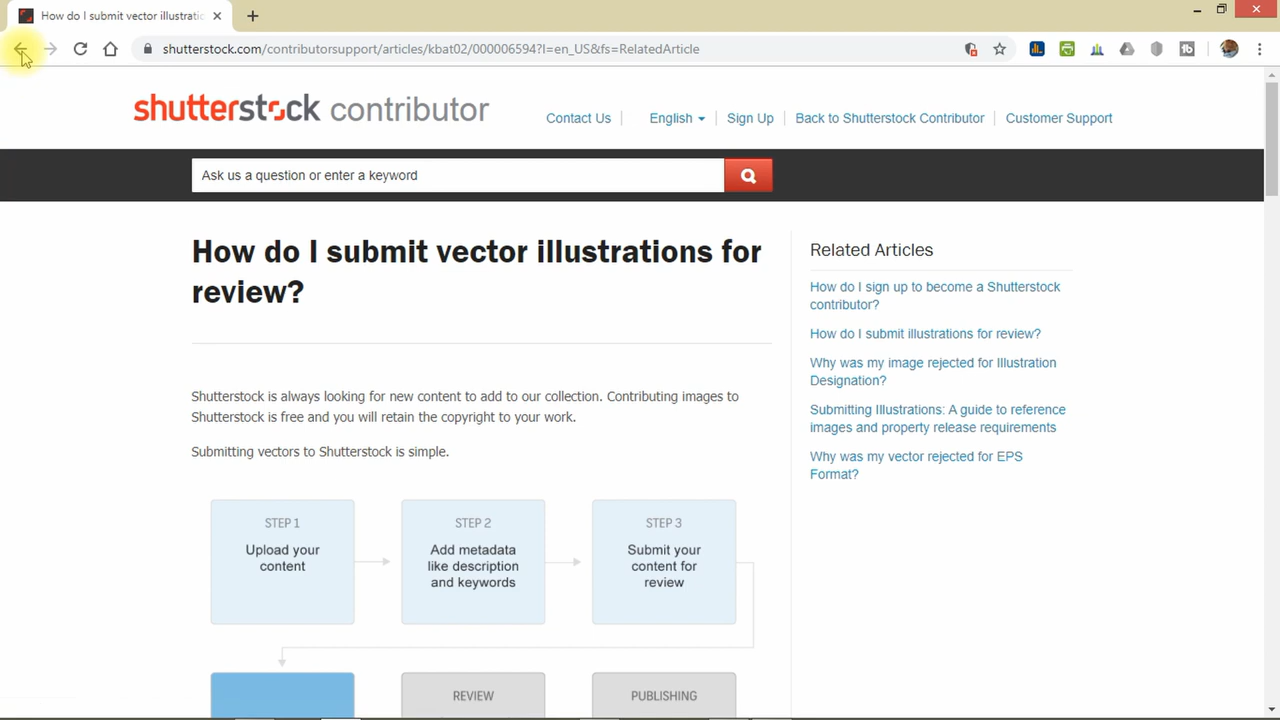 How do I submit vector illustrati
shutterstock.com/contributorsupport/articles/kbat02/000006594?l=en_US&fs=RelatedArticle
shutterstock contributor
Contact Us
English
Sign Up
Back to Shutterstock Contributor
Customer Support
Ask us a question or enter a keyword
How do I submit vector illustrations for
review?
Shutterstock is always looking for new content to add to our collection. Contributing images to
Shutterstock is free and you will retain the copyright to your work.
Submitting vectors to Shutterstock is simple.
STEP 1
Upload your
content
STEP 2
Add metadata
like description
and keywords
STEP 3
Submit your
content for
review
REVIEW
PUBLISHING
Related Articles
How do I sign up to become a Shutterstock
contributor?
How do I submit illustrations for review?
Why was my image rejected for Illustration
Designation?
Submitting Illustrations: A guide to reference
images and property release requirements
Why was my vector rejected for EPS
Format?